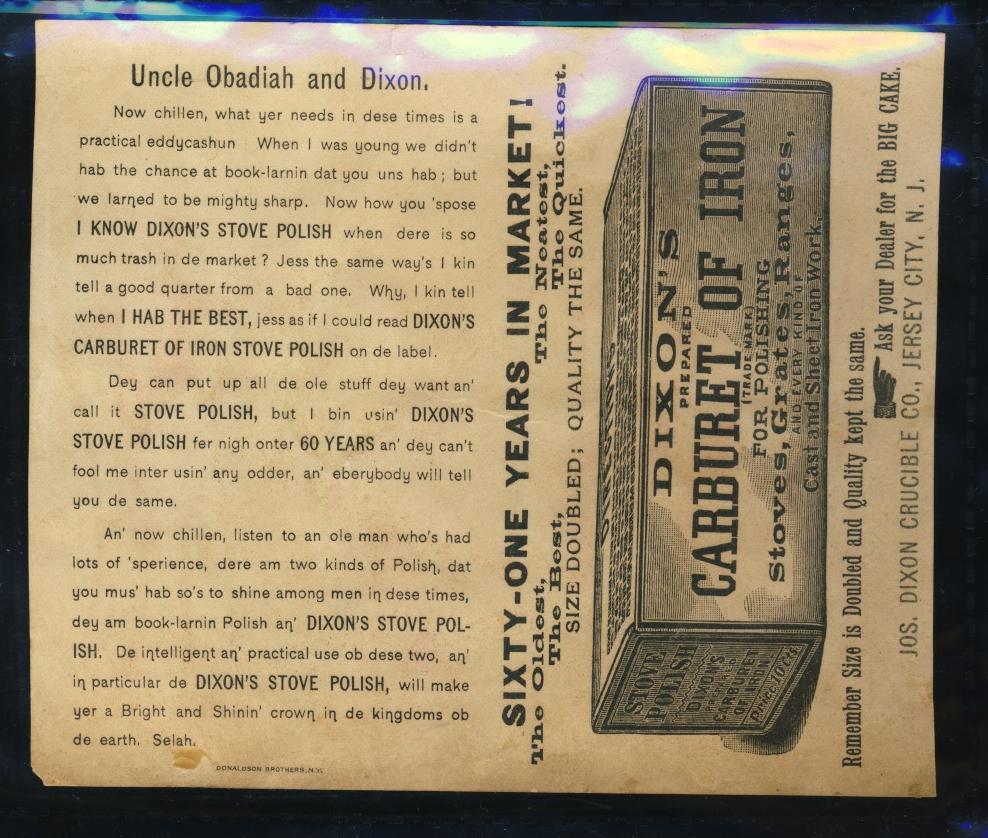 Uncle Obadiah and Dixon.
Now chillen, what yer needs in dese times is a
practical eddycashun When I was young we didn't
hab the chance at book-larnin dat you uns hab ; but
we larned to be mighty sharp. Now how you 'spose
I KNOW DIXON'S STOVE POLISH when dere is so
much trash in de market ? Jess the same way's I kin
tell a good quarter from a bad one. Why, I kin tell
when I HAB THE BEST, jess as if I could read DIXON'S
CARBURET OF IRON STOVE POLISH on de label.
Dey can put up all de ole stuff dey want an'
call it STOVE POLISH, but I bin usin' DIXON'S
STOVE POLISH fer nigh onter 60 YEARS an' dey can't
fool me inter usin' any odder, an' eberybody will tell
you de same.
An' now chillen, listen to an ole man who's had
lots of 'sperience, dere am two kinds of Polish, dat
you mus' hab so's to shine among men in dese times,
dey am book-larnin Polish an' DIXON'S STOVE POL-
ISH. De intelligent an' practical use ob dese two, an'
in particular de DIXON'S STOVE POLISH, will make
yer a Bright and Shinin' crown in de kingdoms ob
de earth. Selah.
DONALDSON BROTHERS, N.Y.
SIXTY-ONE YEARS IN MARKET!
The Oldest, The Neatest,
The Best, The Quickest.
SIZE DOUBLED; QUALITY THE SAME.
DIXON'S
PREPARED
CARBURET OF IRON
(TRADE MARK)
FOR POLISHING
Stoves, Grates, Ranges,
AND EVERY KIND OF
Cast and Sheet Iron Work.
STOVE
POLISH
DIXON'S
PREPARED
CARBURET
OF IRON
Price 10 cts.
Remember Size is Doubled and Quality kept the same.
Ask your Dealer for the BIG CAKE.
JOS. DIXON CRUCIBLE CO., JERSEY CITY, N. J.